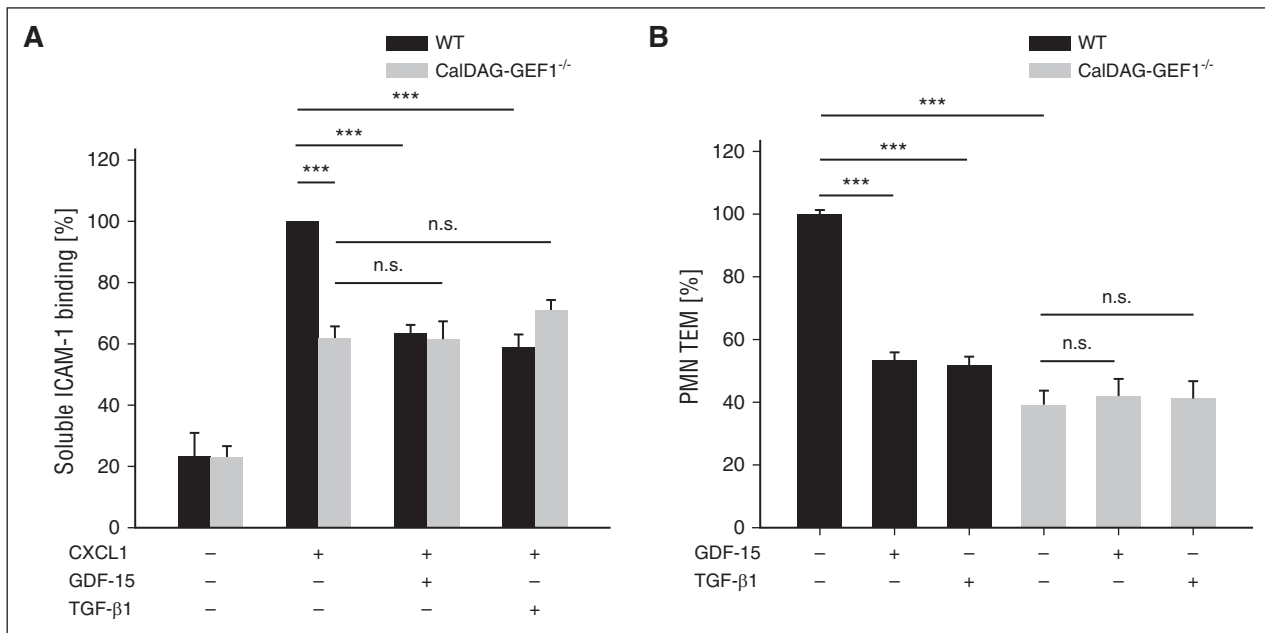 A
WT
CalDAG-GEF1-/-
***
***
***
n.s.
n.s.
Soluble ICAM-1 binding [%]
120
100
80
60
40
20
0
CXCL1 – + + +
GDF-15 – – + –
TGF-β1 – – – +
B
WT
CalDAG-GEF1-/-
***
***
***
n.s.
n.s.
PMN TEM [%]
120
100
80
60
40
20
0
GDF-15 – + – – + –
TGF-β1 – – + – – +